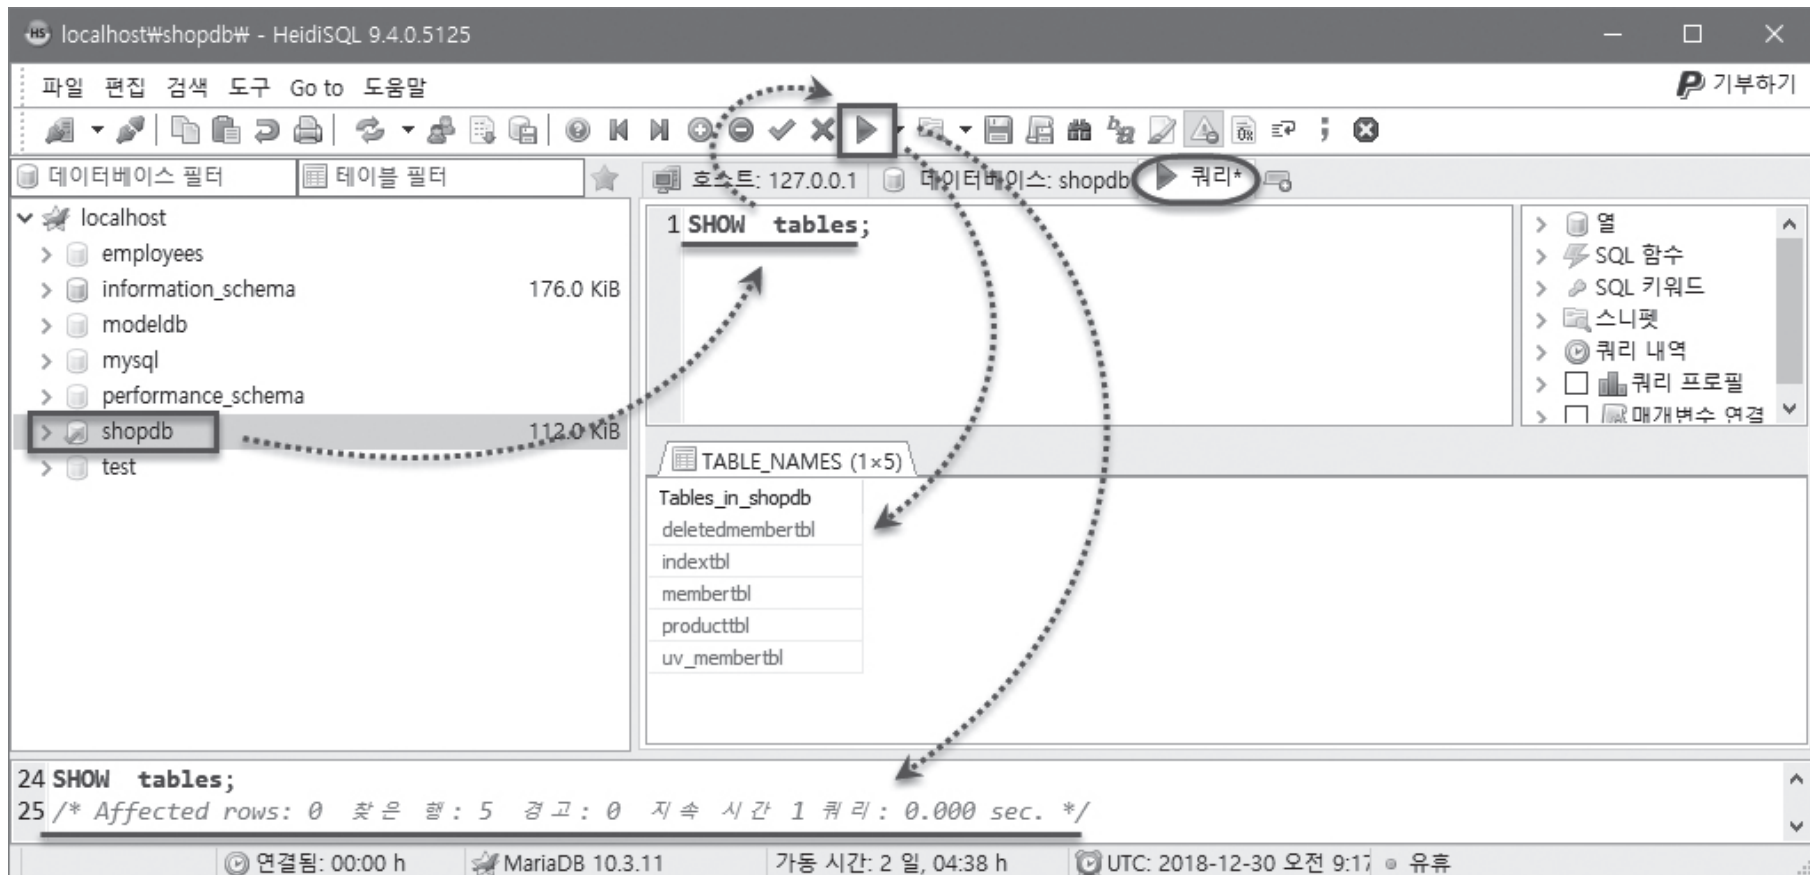 localhost₩shopdb₩ - HeidiSQL 9.4.0.5125
파일 편집 검색 도구 Go to 도움말
기부하기
데이터베이스 필터
테이블 필터
호스트: 127.0.0.1
데이터베이스: shopdb
쿼리*
localhost
employees
information_schema 176.0 KiB
modeldb
mysql
performance_schema
shopdb 112.0 KiB
test
1 SHOW tables;
열
SQL 함수
SQL 키워드
스니펫
쿼리 내역
쿼리 프로필
매개변수 연결
TABLE_NAMES (1×5)
Tables_in_shopdb
deletedmembertbl
indextbl
membertbl
producttbl
uv_membertbl
24 SHOW tables;
25 /* Affected rows: 0 찾은 행: 5 경고: 0 지속 시간 1 쿼리: 0.000 sec. */
연결됨: 00:00 h
MariaDB 10.3.11
가동 시간: 2 일, 04:38 h
UTC: 2018-12-30 오전 9:17
유휴